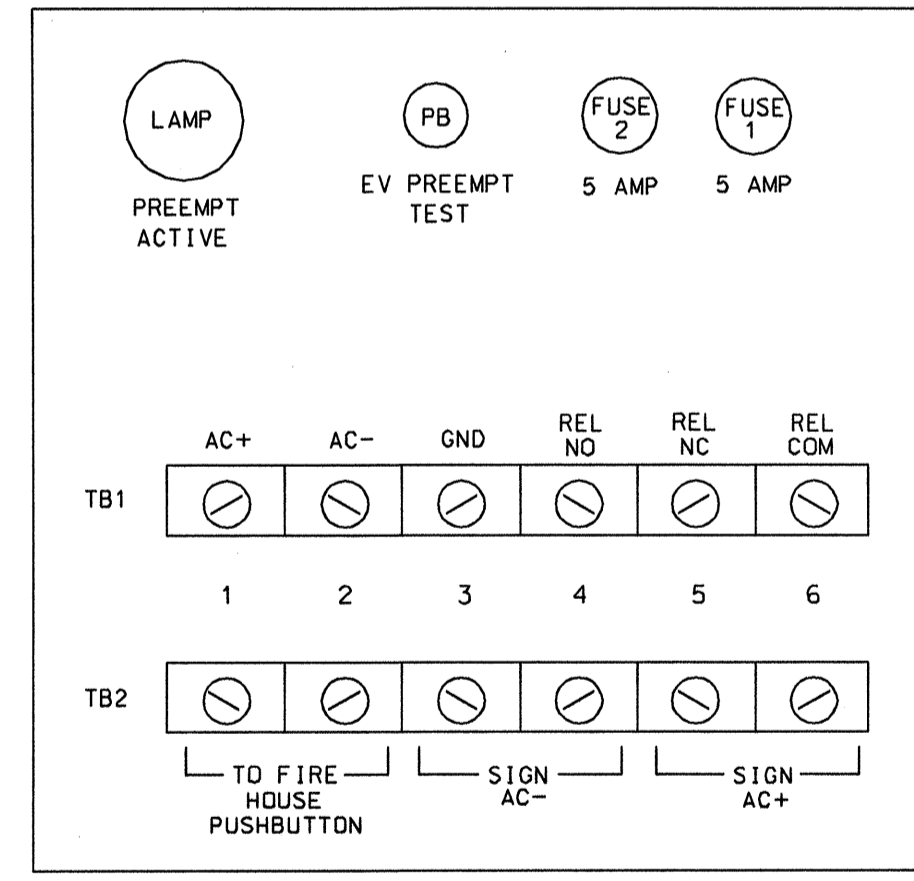 LAMP
PREEMPT
ACTIVE
PB
EV PREEMPT
TEST
FUSE
2
5 AMP
FUSE
1
5 AMP
AC+
AC-
GND
REL
NO
REL
NC
REL
COM
TB1
1
2
3
4
5
6
TB2
TO FIRE
HOUSE
PUSHBUTTON
SIGN
AC-
SIGN
AC+